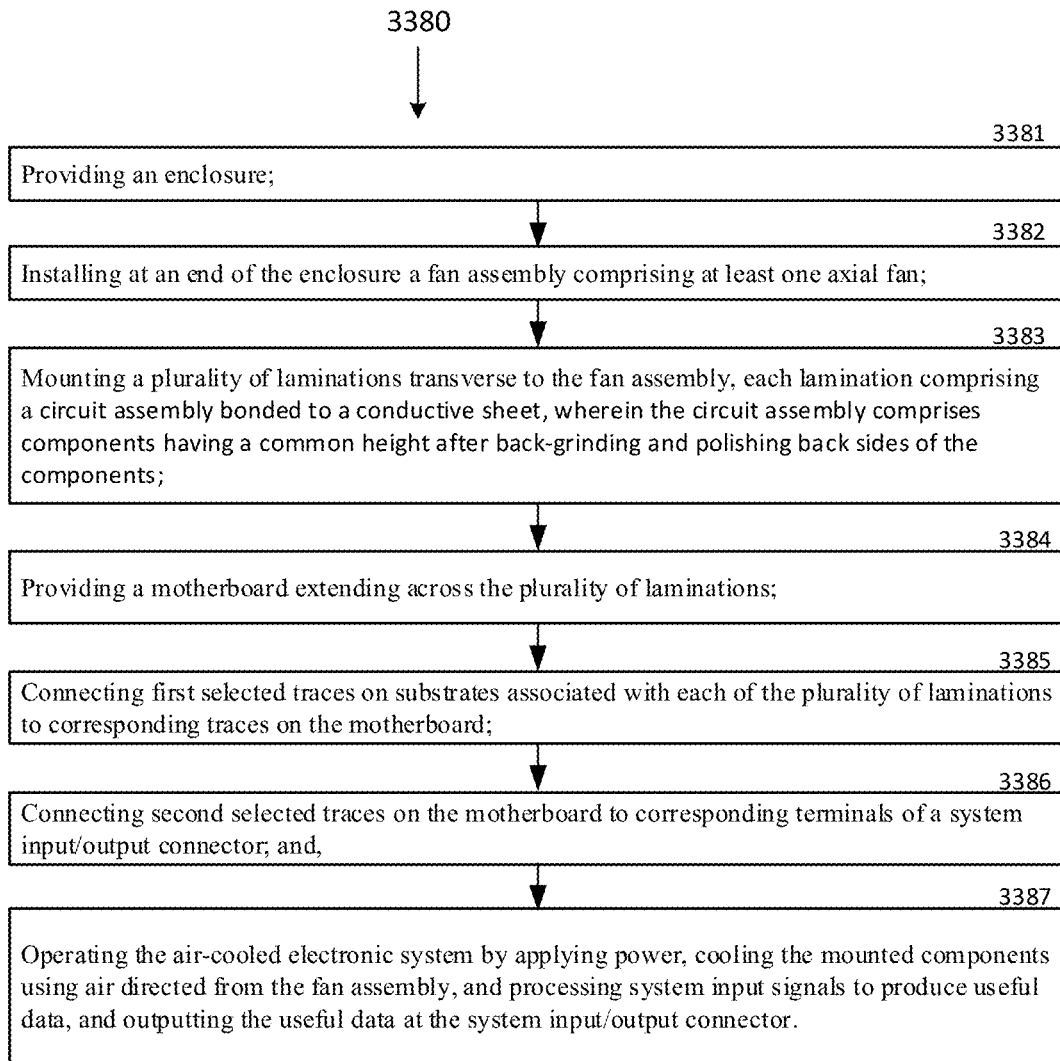 3380
3381
Providing an enclosure;
3382
Installing at an end of the enclosure a fan assembly comprising at least one axial fan;
3383
Mounting a plurality of laminations transverse to the fan assembly, each lamination comprising
a circuit assembly bonded to a conductive sheet, wherein the circuit assembly comprises
components having a common height after back-grinding and polishing back sides of the
components;
3384
Providing a motherboard extending across the plurality of laminations;
3385
Connecting first selected traces on substrates associated with each of the plurality of laminations
to corresponding traces on the motherboard;
3386
Connecting second selected traces on the motherboard to corresponding terminals of a system
input/output connector; and,
3387
Operating the air-cooled electronic system by applying power, cooling the mounted components
using air directed from the fan assembly, and processing system input signals to produce useful
data, and outputting the useful data at the system input/output connector.